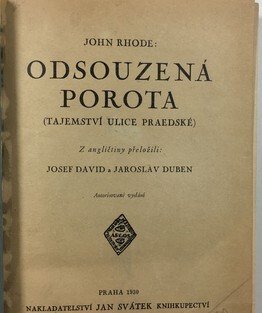 JOHN RHODE:
ODSOUZENÁ
POROTA
(TAJEMSTVÍ ULICE PRAEDSKÉ)
Z angličtiny přeložili:
JOSEF DAVID a JAROSLAV DUBEN
Autorisované vydání
PRAHA 1930
NAKLADATELSTVÍ JAN SVÁTEK KNIHKUPECTVÍ